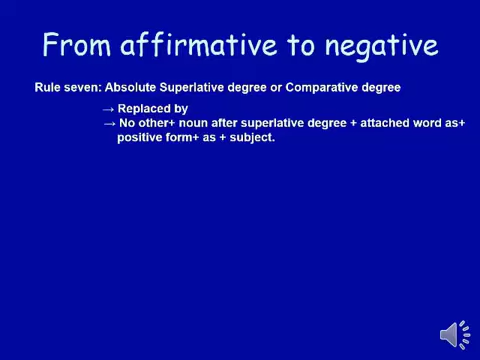 From affirmative to negative
Rule seven: Absolute Superlative degree or Comparative degree
→ Replaced by
→ No other+ noun after superlative degree + attached word as+
positive form+ as + subject.